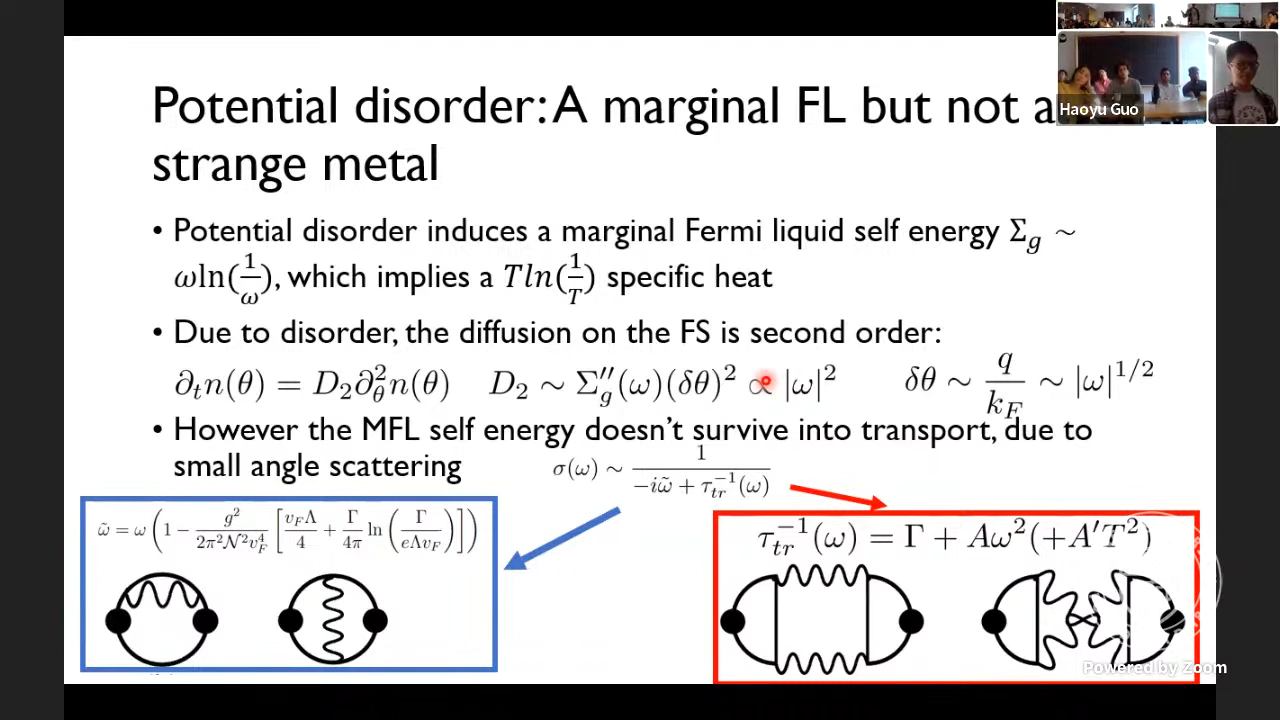 Potential disorder: A marginal FL but not a
strange metal
• Potential disorder induces a marginal Fermi liquid self energy Σ_g ∼
ωln(1/ω), which implies a Tln(1/T) specific heat
• Due to disorder, the diffusion on the FS is second order:
∂_t n(θ) = D_2 ∂_θ^2 n(θ) D_2 ∼ Σ_g''(ω)(δθ)^2 ∝ |ω|^2 δθ ∼ q/k_F ∼ |ω|^{1/2}
• However the MFL self energy doesn't survive into transport, due to
small angle scattering
σ(ω) ∼ 1/(−iω̃ + τ_tr^{-1}(ω))
ω̃ = ω(1 − g^2/(2π^2 𝒩^2 v_F^4) [v_FΛ/4 + Γ/4π ln(Γ/(eΛv_F))])
τ_tr^{-1}(ω) = Γ + Aω^2(+A'T^2)
Haoyu Guo
Powered by Zoom